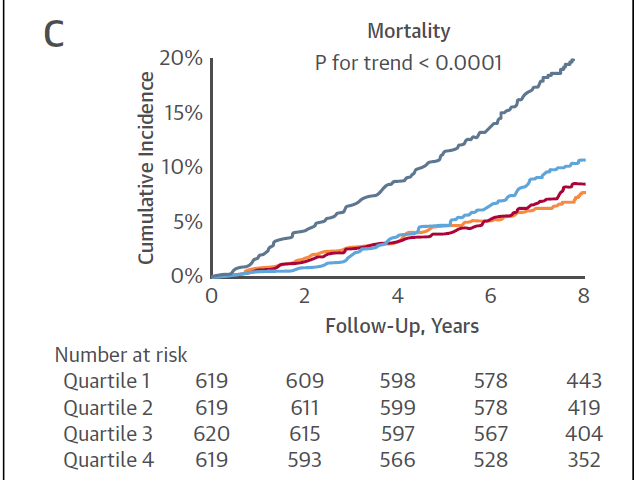 C
Mortality
P for trend < 0.0001
Cumulative Incidence
20%
15%
10%
5%
0%
0 2 4 6 8
Follow-Up, Years
Number at risk
Quartile 1 619 609 598 578 443
Quartile 2 619 611 599 578 419
Quartile 3 620 615 597 567 404
Quartile 4 619 593 566 528 352